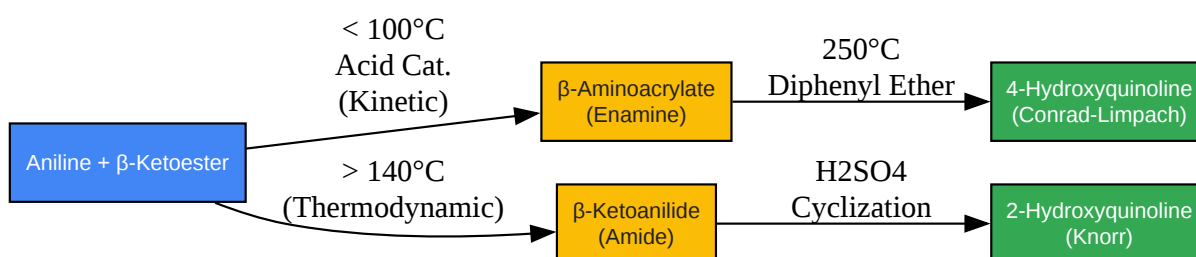 < 100°C
Acid Cat.
(Kinetic)
250°C
Diphenyl Ether
β-Aminoacrylate
(Enamine)
4-Hydroxyquinoline
(Conrad-Limpach)
Aniline + β-Ketoester
> 140°C
(Thermodynamic)
H2SO4
Cyclization
β-Ketoanilide
(Amide)
2-Hydroxyquinoline
(Knorr)